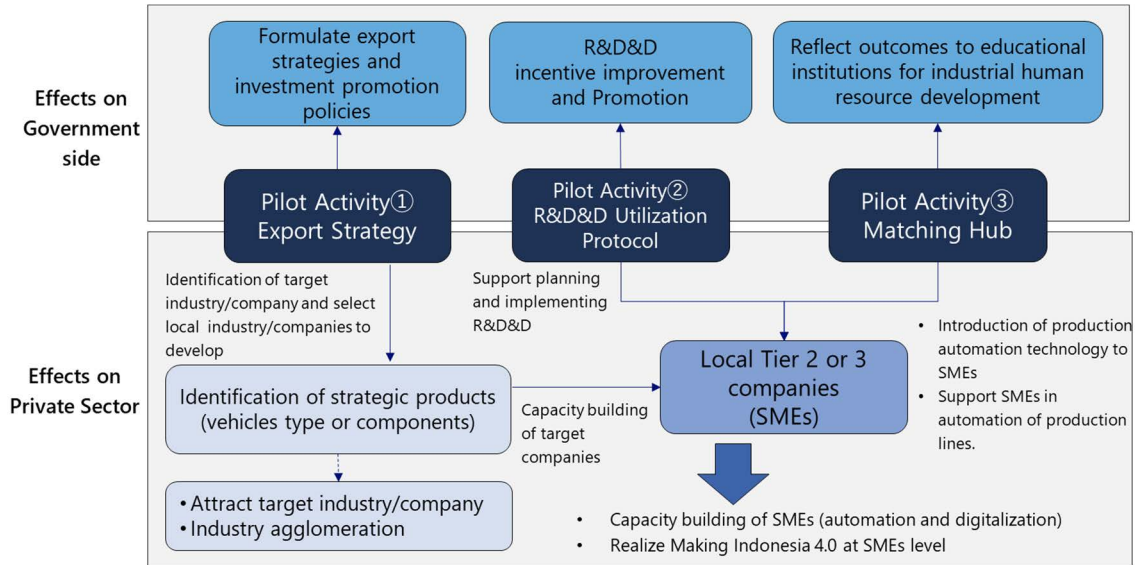 Effects on
Government
side
Formulate export
strategies and
investment promotion
policies
R&D&D
incentive improvement
and Promotion
Reflect outcomes to educational
institutions for industrial human
resource development
Pilot Activity①
Export Strategy
Pilot Activity②
R&D&D Utilization
Protocol
Pilot Activity③
Matching Hub
Effects on
Private Sector
Identification of target
industry/company and select
local industry/companies to
develop
Support planning
and implementing
R&D&D
• Introduction of production
automation technology to
SMEs
• Support SMEs in
automation of production
lines.
Identification of strategic products
(vehicles type or components)
Capacity building
of target
companies
Local Tier 2 or 3
companies
(SMEs)
• Attract target industry/company
• Industry agglomeration
• Capacity building of SMEs (automation and digitalization)
• Realize Making Indonesia 4.0 at SMEs level